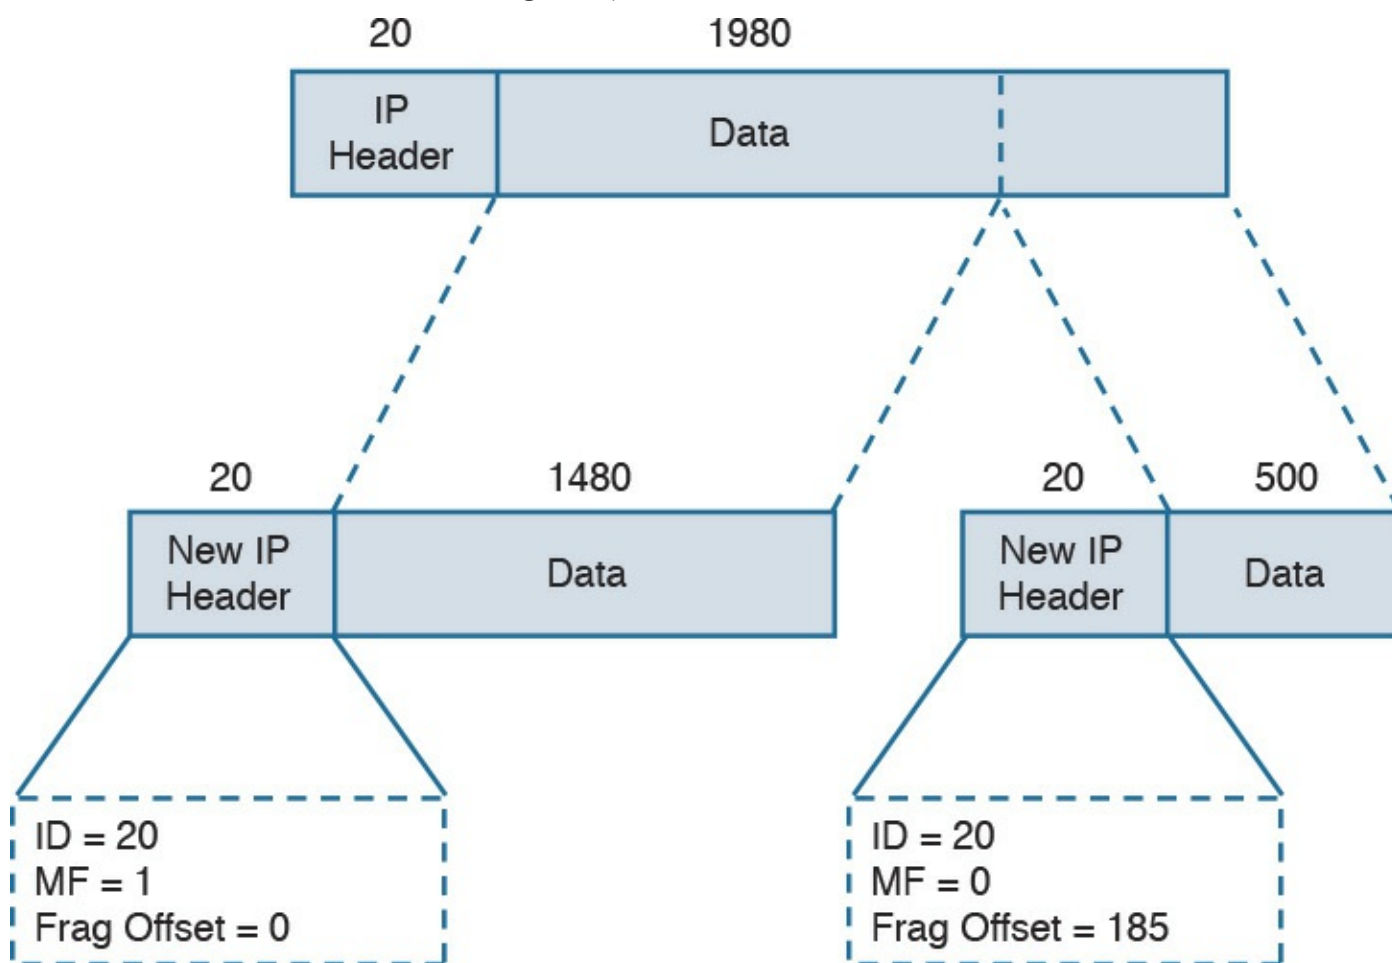 20
1980
IP
Header
Data
20
1480
20
500
New IP
Header
Data
New IP
Header
Data
ID = 20
MF = 1
Frag Offset = 0
ID = 20
MF = 0
Frag Offset = 185